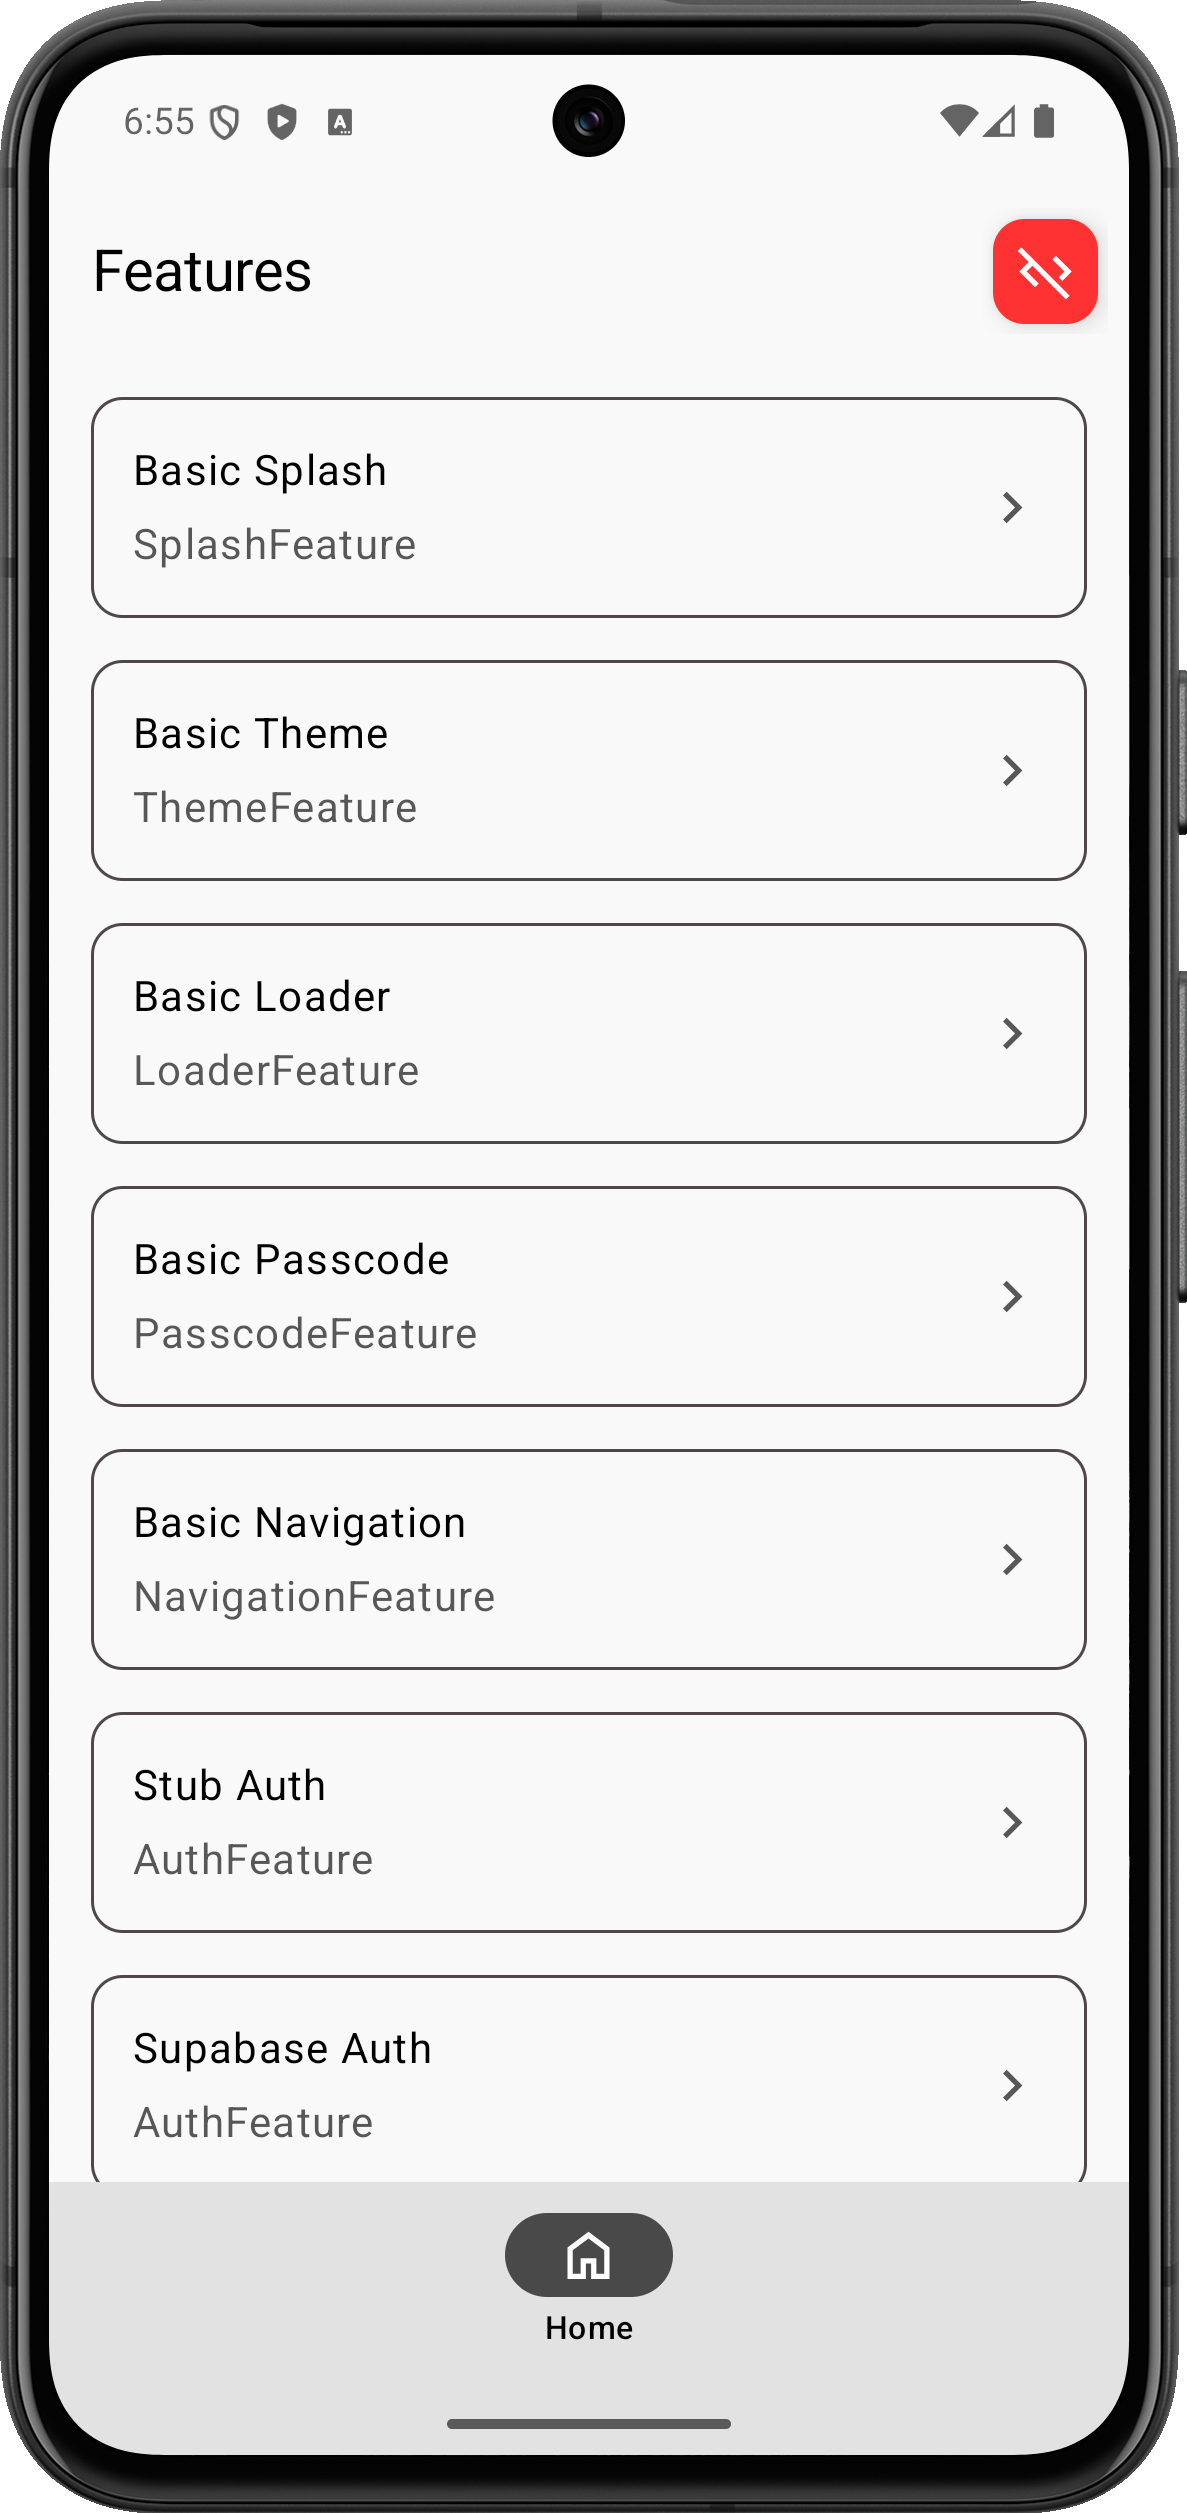 6:55
Features
Basic Splash
SplashFeature
Basic Theme
ThemeFeature
Basic Loader
LoaderFeature
Basic Passcode
PasscodeFeature
Basic Navigation
NavigationFeature
Stub Auth
AuthFeature
Supabase Auth
AuthFeature
Home